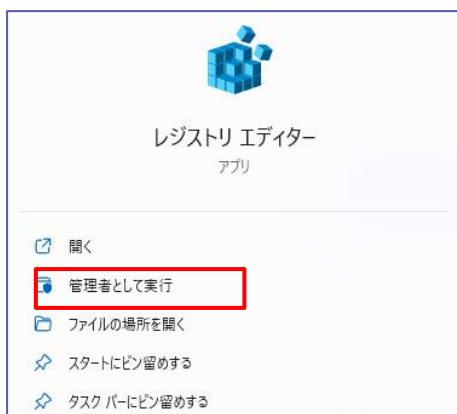 レジストリ エディター
アプリ
開く
管理者として実行
ファイルの場所を開く
スタートにピン留めする
タスク バーにピン留めする